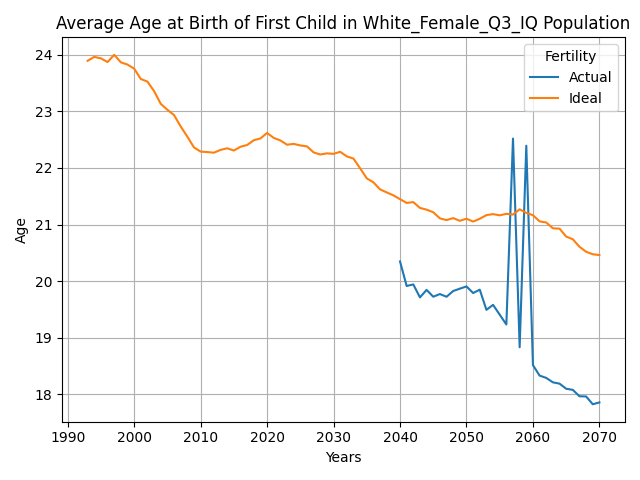 Average Age at Birth of First Child in White_Female_Q3_IQ Population
Fertility
Actual
Ideal
Age
24
23
22
21
20
19
18
1990 2000 2010 2020 2030 2040 2050 2060 2070
Years